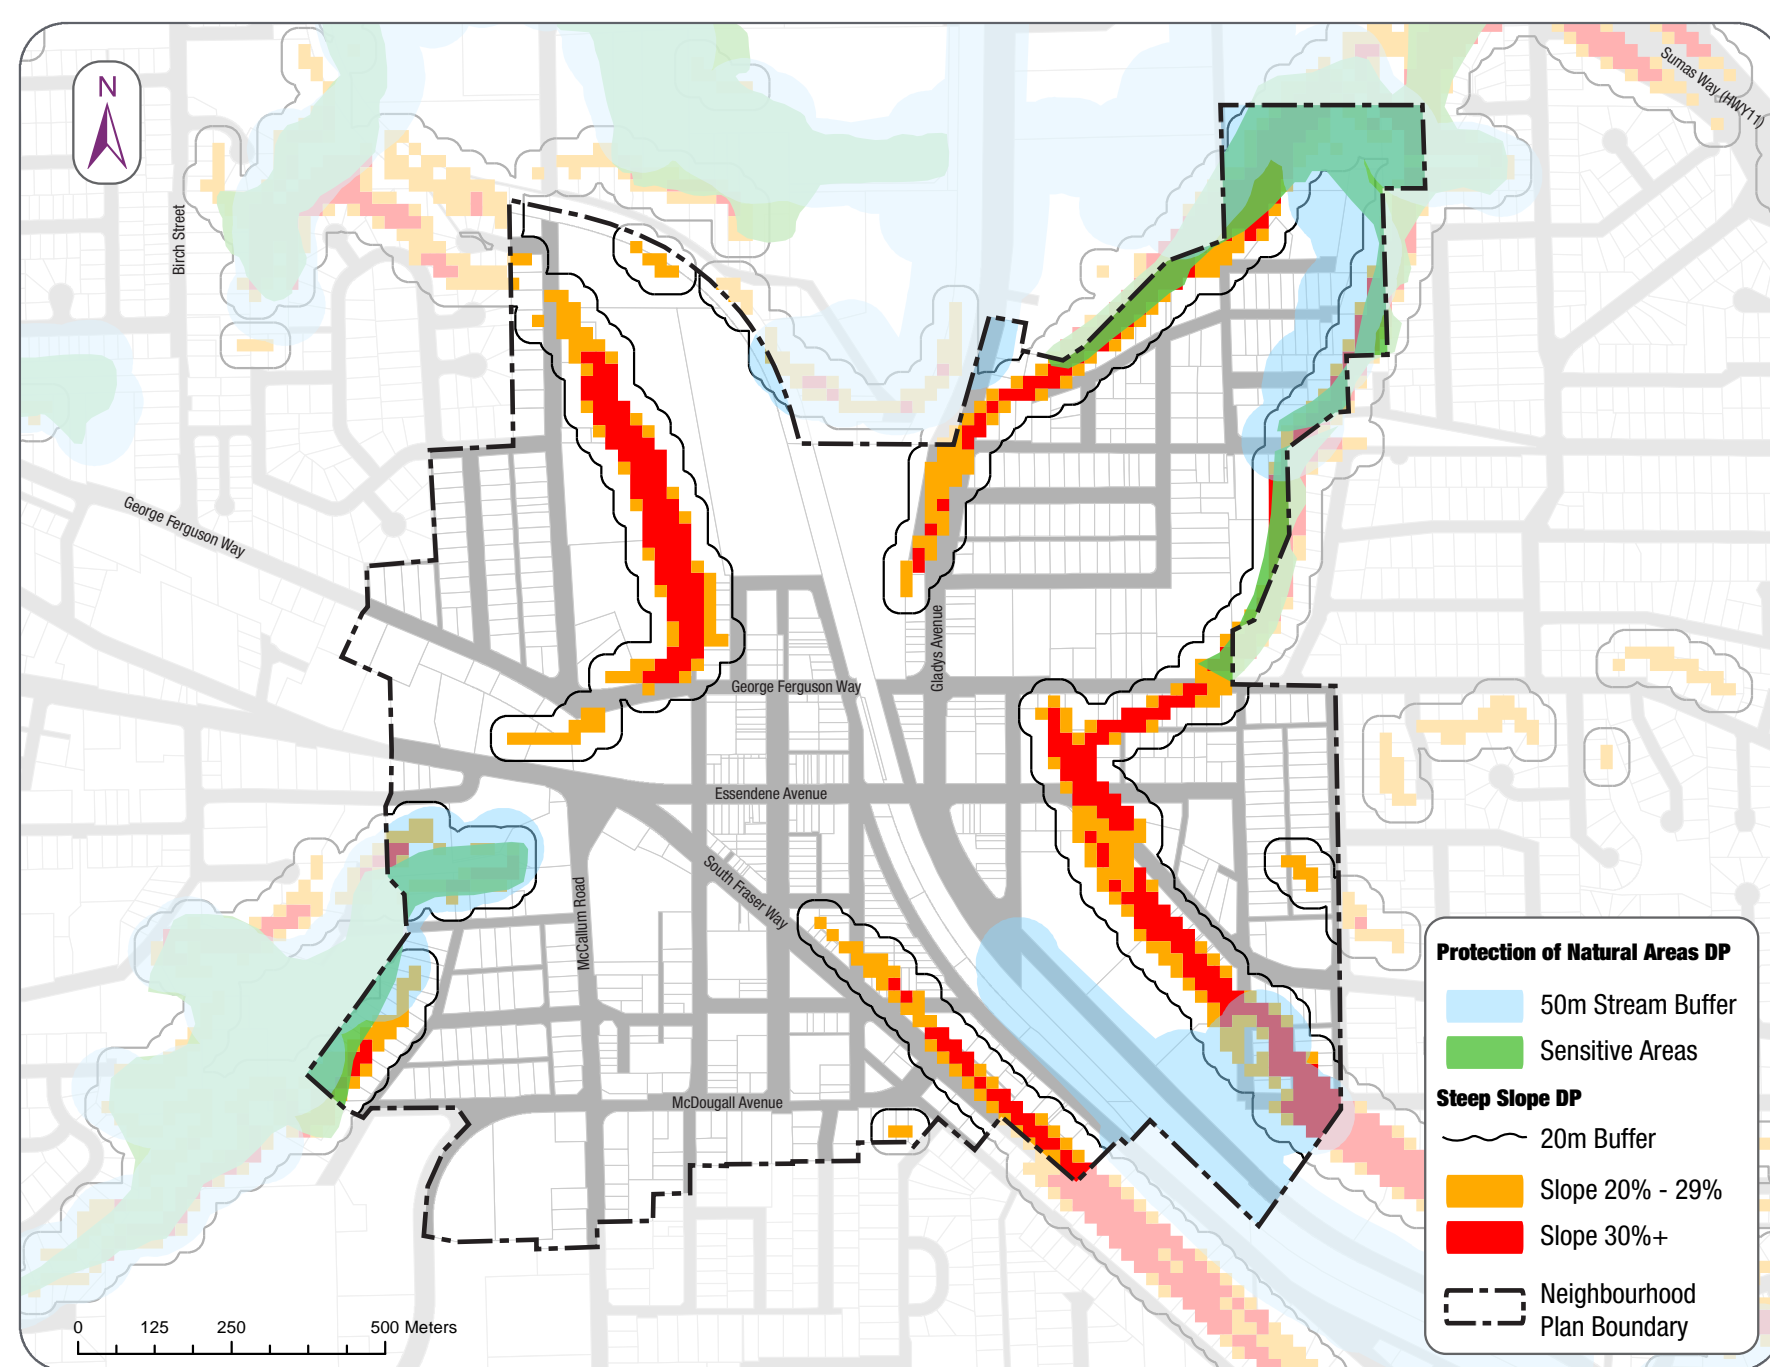 N
Sumas Way (HWY11)
Birch Street
George Ferguson Way
Gladys Avenue
George Ferguson Way
Essendene Avenue
South Fraser Way
McCallum Road
McDougall Avenue
Protection of Natural Areas DP
50m Stream Buffer
Sensitive Areas
Steep Slope DP
20m Buffer
Slope 20% - 29%
Slope 30%+
Neighbourhood
Plan Boundary
0 125 250 500 Meters